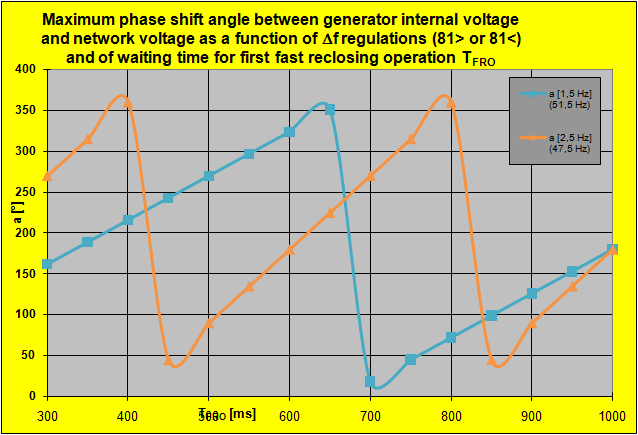 Maximum phase shift angle between generator internal voltage
and network voltage as a function of Δf regulations (81> or 81<)
and of waiting time for first fast reclosing operation TFRO
400
350
300
250
200
150
100
50
0
a [°]
a [1,5 Hz]
(51,5 Hz)
a [2,5 Hz]
(47,5 Hz)
300 400 500 600 700 800 900 1000
[ms]